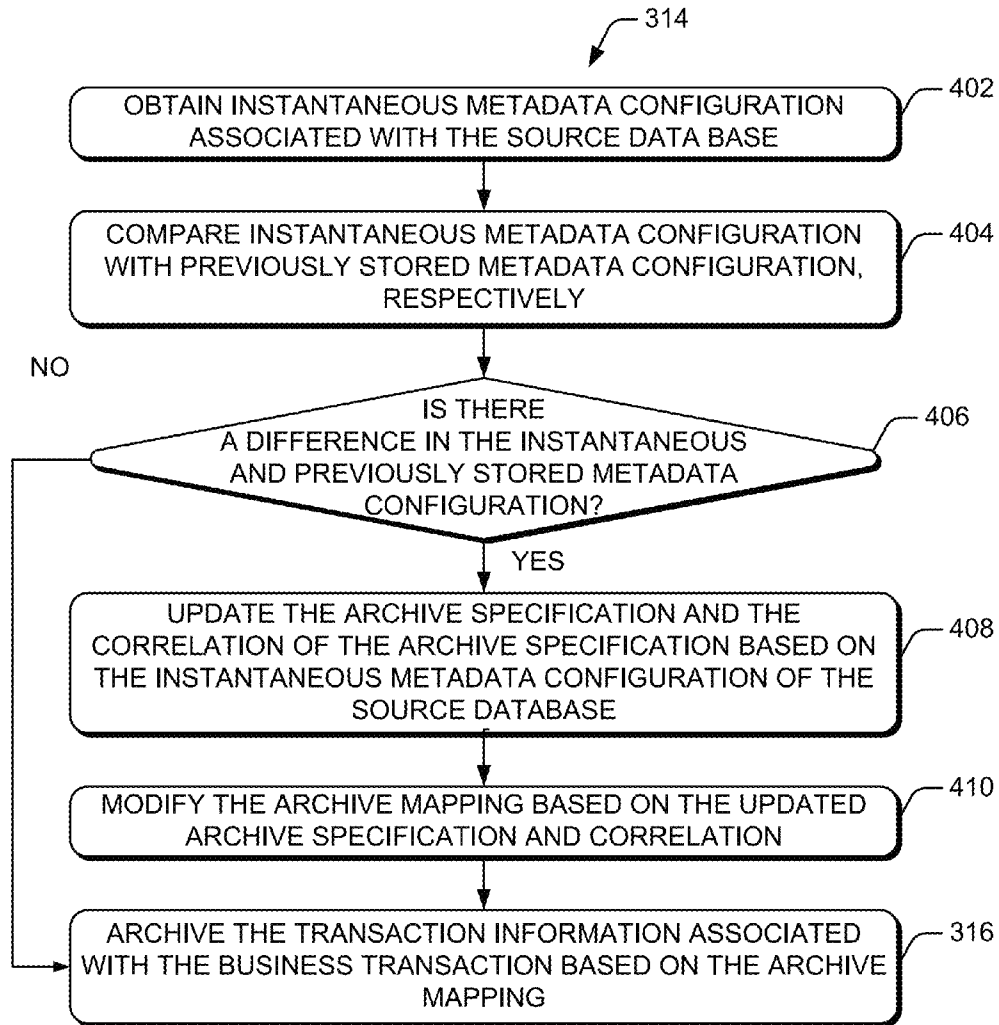 314
OBTAIN INSTANTANEOUS METADATA CONFIGURATION
ASSOCIATED WITH THE SOURCE DATA BASE
402
COMPARE INSTANTANEOUS METADATA CONFIGURATION
WITH PREVIOUSLY STORED METADATA CONFIGURATION,
RESPECTIVELY
404
NO
IS THERE
A DIFFERENCE IN THE INSTANTANEOUS
AND PREVIOUSLY STORED METADATA
CONFIGURATION?
406
YES
UPDATE THE ARCHIVE SPECIFICATION AND THE
CORRELATION OF THE ARCHIVE SPECIFICATION BASED ON
THE INSTANTANEOUS METADATA CONFIGURATION OF THE
SOURCE DATABASE
408
MODIFY THE ARCHIVE MAPPING BASED ON THE UPDATED
ARCHIVE SPECIFICATION AND CORRELATION
410
ARCHIVE THE TRANSACTION INFORMATION ASSOCIATED
WITH THE BUSINESS TRANSACTION BASED ON THE ARCHIVE
MAPPING
316